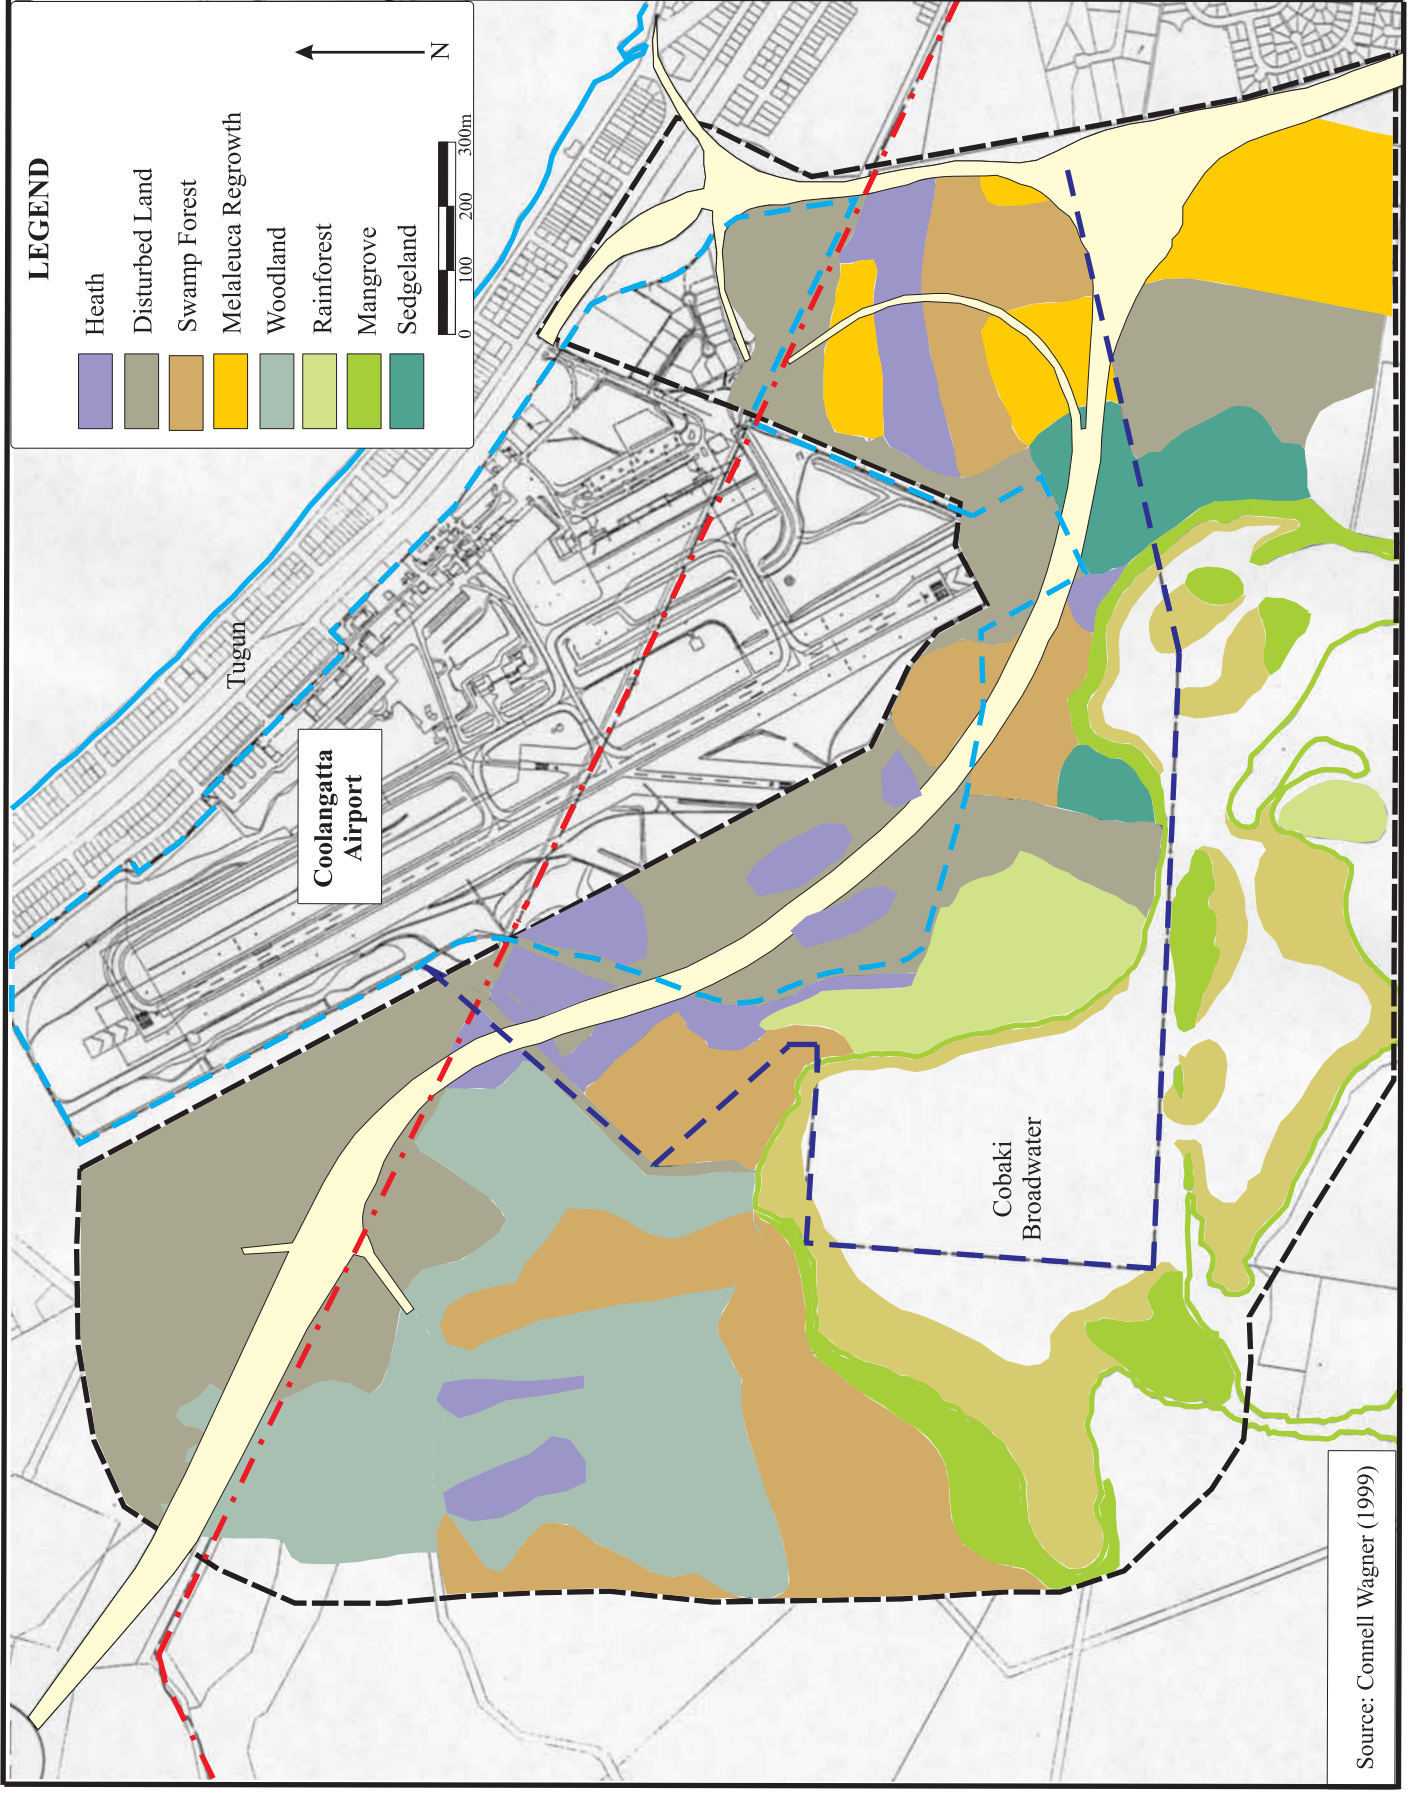 LEGEND
Heath
Disturbed Land
Swamp Forest
Melaleuca Regrowth
Woodland
Rainforest
Mangrove
Sedgeland
0 100 200 300m
N
Tugun
Coolangatta
Airport
Cobaki
Broadwater
Source: Connell Wagner (1999)